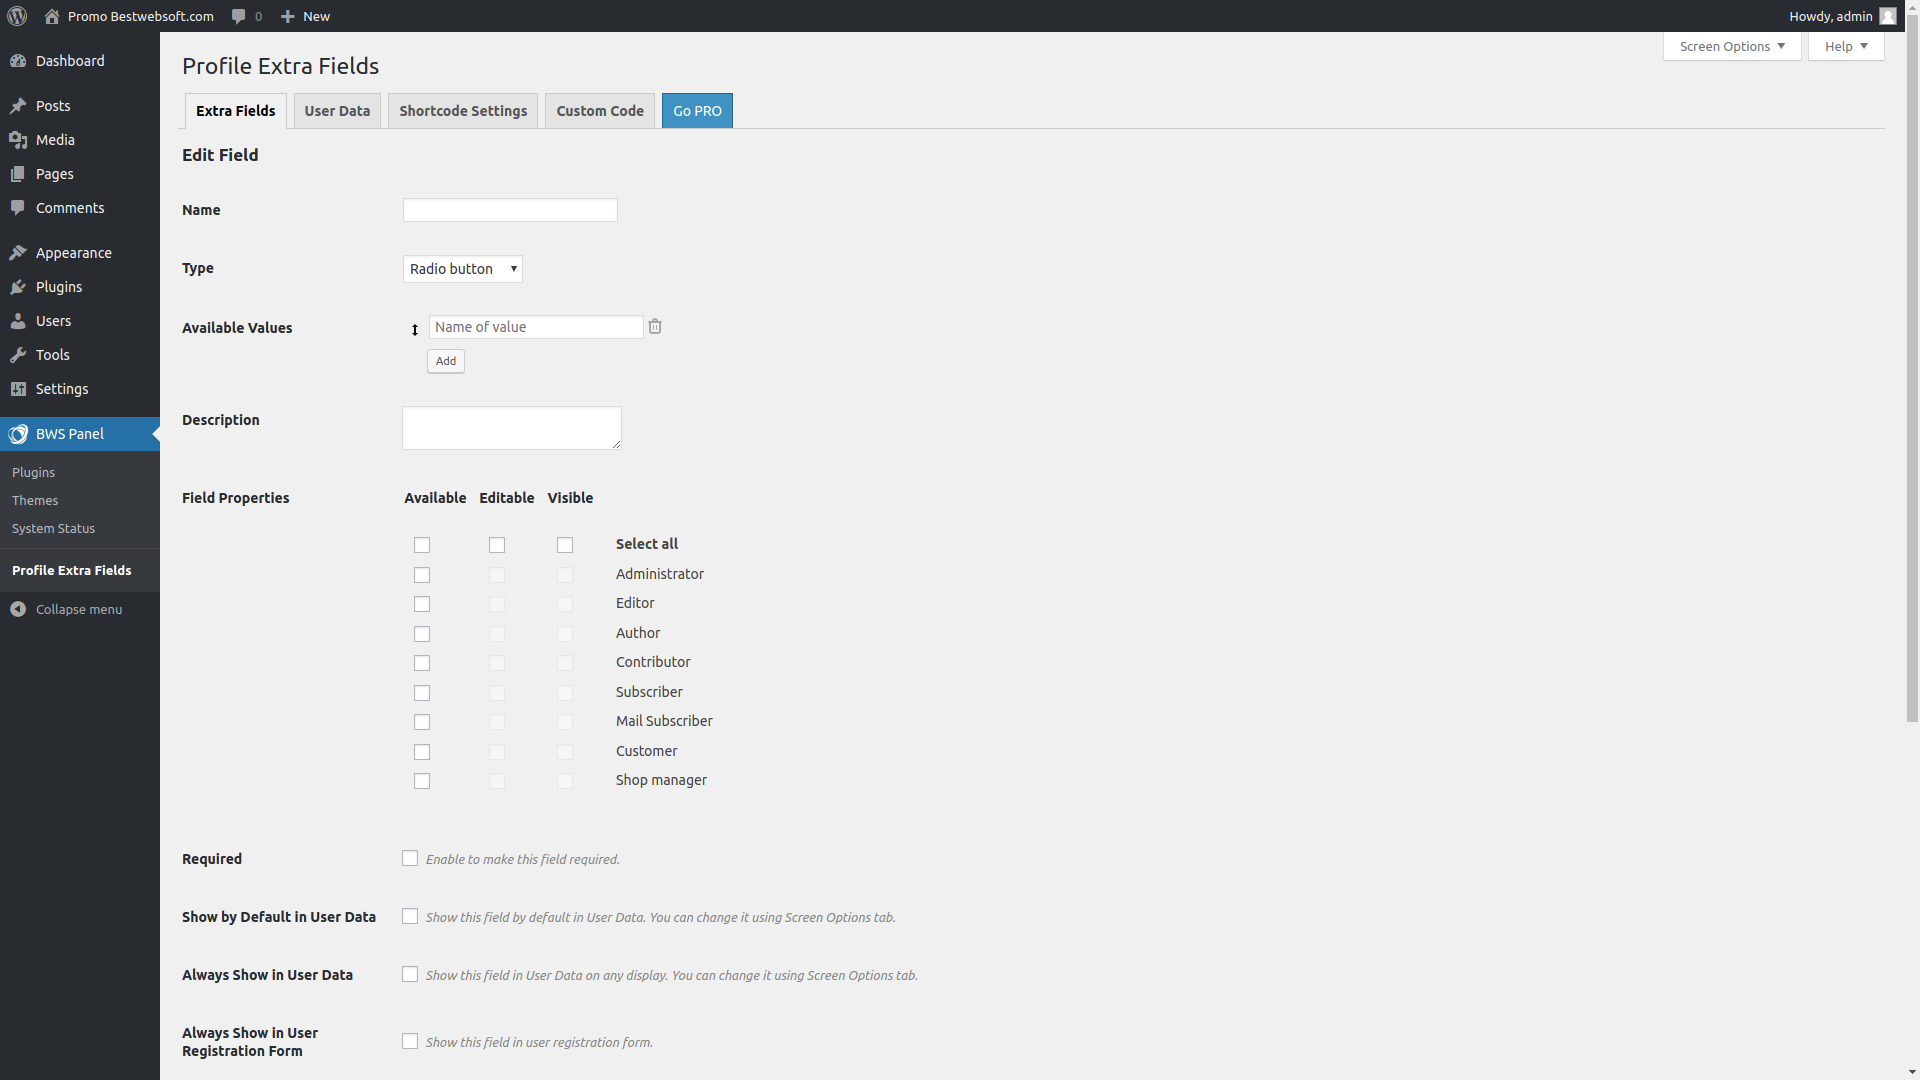 Promo Bestwebsoft.com 0 New Howdy, admin
Screen Options Help
Dashboard
Posts
Media
Pages
Comments
Appearance
Plugins
Users
Tools
Settings
BWS Panel
Plugins
Themes
System Status
Profile Extra Fields
Collapse menu
Profile Extra Fields
Extra Fields User Data Shortcode Settings Custom Code Go PRO
Edit Field
Name
Type Radio button
Available Values Name of value
Add
Description
Field Properties Available Editable Visible
Select all
Administrator
Editor
Author
Contributor
Subscriber
Mail Subscriber
Customer
Shop manager
Required Enable to make this field required.
Show by Default in User Data Show this field by default in User Data. You can change it using Screen Options tab.
Always Show in User Data Show this field in User Data on any display. You can change it using Screen Options tab.
Always Show in User
Registration Form Show this field in user registration form.